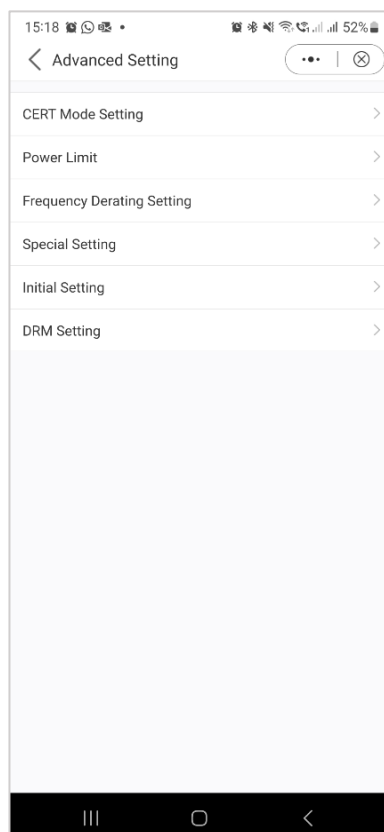 15:18 52%
Advanced Setting
CERT Mode Setting
Power Limit
Frequency Derating Setting
Special Setting
Initial Setting
DRM Setting